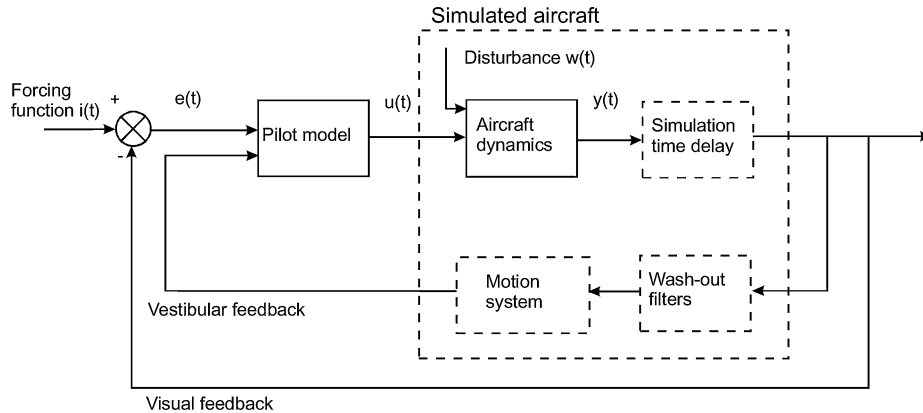 Simulated aircraft
Disturbance w(t)
Forcing
function i(t)
+
-
e(t)
Pilot model
u(t)
Aircraft
dynamics
y(t)
Simulation
time delay
Motion
system
Wash-out
filters
Vestibular feedback
Visual feedback